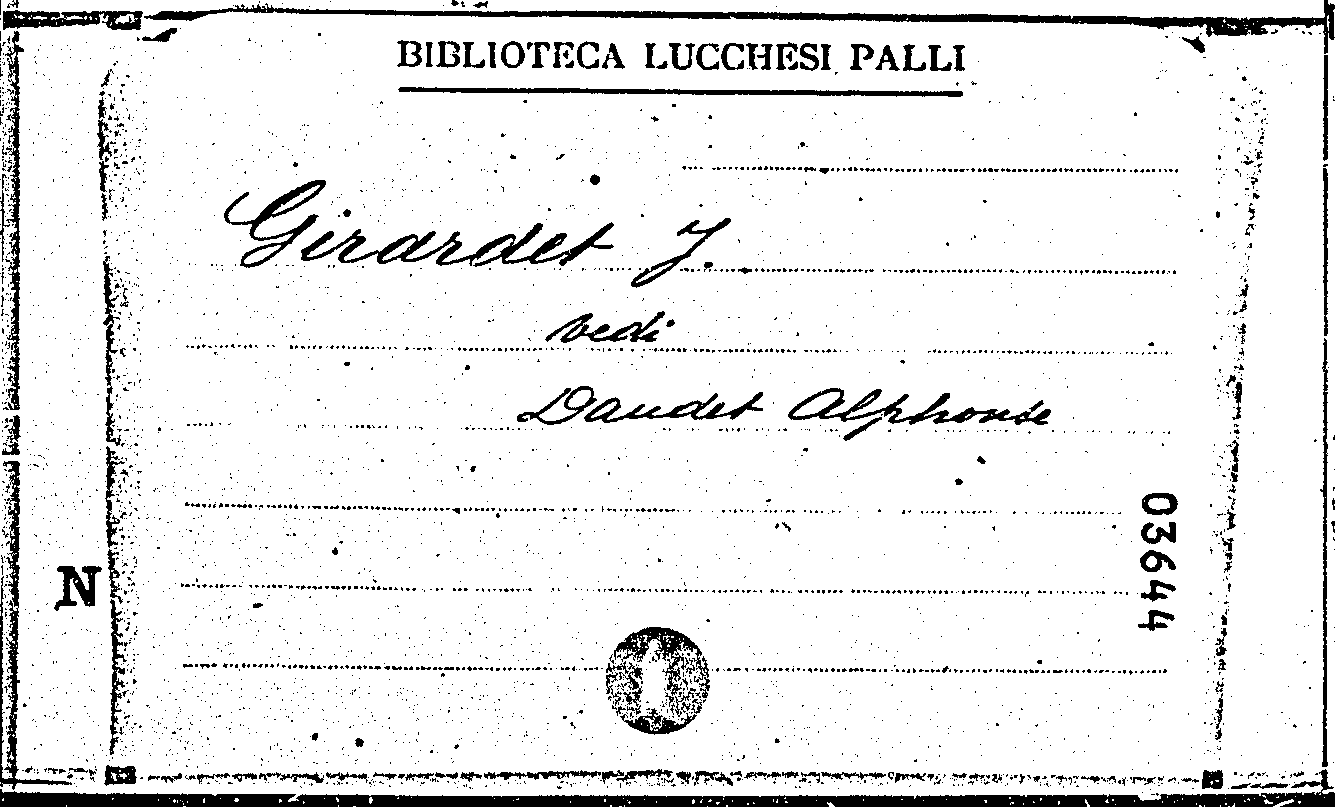 BIBLIOTECA LUCCHESI PALLI
Girardet J.
vedi
Daudet Alphonse
03644
N